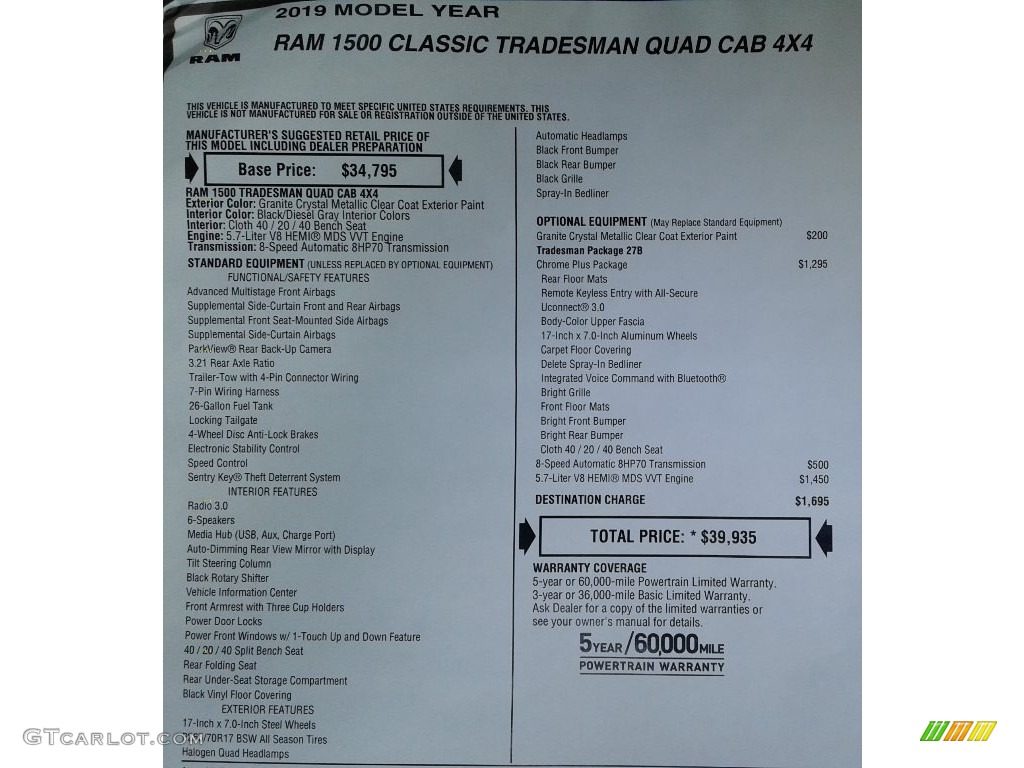 2019 MODEL YEAR
RAM 1500 CLASSIC TRADESMAN QUAD CAB 4X4
RAM
THIS VEHICLE IS MANUFACTURED TO MEET SPECIFIC UNITED STATES REQUIREMENTS. THIS
VEHICLE IS NOT MANUFACTURED FOR SALE OR REGISTRATION OUTSIDE OF THE UNITED STATES.
MANUFACTURER'S SUGGESTED RETAIL PRICE OF
THIS MODEL INCLUDING DEALER PREPARATION
Base Price: $34,795
RAM 1500 TRADESMAN QUAD CAB 4X4
Exterior Color: Granite Crystal Metallic Clear Coat Exterior Paint
Interior Color: Black/Diesel Gray Interior Colors
Interior: Cloth 40 / 20 / 40 Bench Seat
Engine: 5.7-Liter V8 HEMI® MDS VVT Engine
Transmission: 8-Speed Automatic 8HP70 Transmission
STANDARD EQUIPMENT (UNLESS REPLACED BY OPTIONAL EQUIPMENT)
FUNCTIONAL/SAFETY FEATURES
Advanced Multistage Front Airbags
Supplemental Side-Curtain Front and Rear Airbags
Supplemental Front Seat-Mounted Side Airbags
Supplemental Side-Curtain Airbags
ParkView® Rear Back-Up Camera
3.21 Rear Axle Ratio
Trailer-Tow with 4-Pin Connector Wiring
7-Pin Wiring Harness
26-Gallon Fuel Tank
Locking Tailgate
4-Wheel Disc Anti-Lock Brakes
Electronic Stability Control
Speed Control
Sentry Key® Theft Deterrent System
INTERIOR FEATURES
Radio 3.0
6-Speakers
Media Hub (USB, Aux, Charge Port)
Auto-Dimming Rear View Mirror with Display
Tilt Steering Column
Black Rotary Shifter
Vehicle Information Center
Front Armrest with Three Cup Holders
Power Door Locks
Power Front Windows w/ 1-Touch Up and Down Feature
40 / 20 / 40 Split Bench Seat
Rear Folding Seat
Rear Under-Seat Storage Compartment
Black Vinyl Floor Covering
EXTERIOR FEATURES
17-Inch x 7.0-Inch Steel Wheels
BSW All Season Tires
Halogen Quad Headlamps
Automatic Headlamps
Black Front Bumper
Black Rear Bumper
Black Grille
Spray-In Bedliner
OPTIONAL EQUIPMENT (May Replace Standard Equipment)
Granite Crystal Metallic Clear Coat Exterior Paint $200
Tradesman Package 27B
Chrome Plus Package $1,295
Rear Floor Mats
Remote Keyless Entry with All-Secure
Uconnect® 3.0
Body-Color Upper Fascia
17-Inch x 7.0-Inch Aluminum Wheels
Carpet Floor Covering
Delete Spray-In Bedliner
Integrated Voice Command with Bluetooth®
Bright Grille
Front Floor Mats
Bright Front Bumper
Bright Rear Bumper
Cloth 40 / 20 / 40 Bench Seat
8-Speed Automatic 8HP70 Transmission $500
5.7-Liter V8 HEMI® MDS VVT Engine $1,450
DESTINATION CHARGE $1,695
TOTAL PRICE: * $39,935
WARRANTY COVERAGE
5-year or 60,000-mile Powertrain Limited Warranty.
3-year or 36,000-mile Basic Limited Warranty.
Ask Dealer for a copy of the limited warranties or
see your owner's manual for details.
5YEAR/60,000MILE
POWERTRAIN WARRANTY
GTCarLot.com